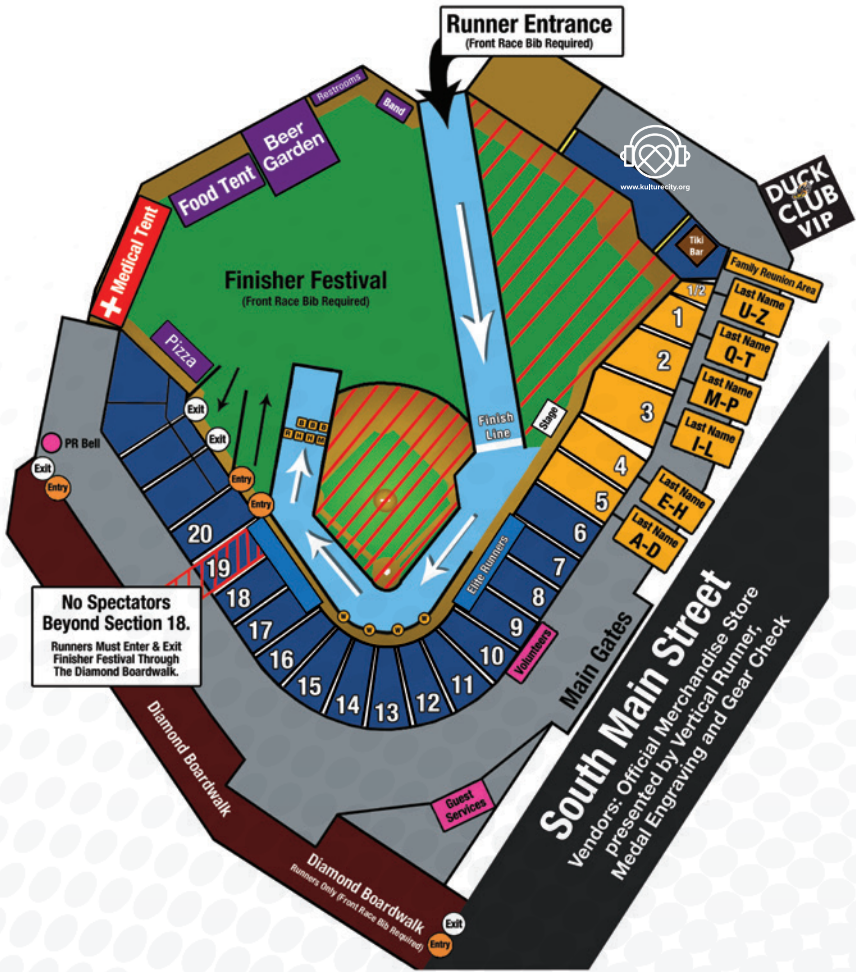 Runner Entrance
(Front Race Bib Required)
Restrooms
Band
Beer
Garden
Food Tent
www.kulturecity.org
DUCK
CLUB
VIP
Medical Tent
Tiki
Bar
Family Reunion Area
Finisher Festival
(Front Race Bib Required)
1/2
Last Name
U-Z
1
Last Name
Q-T
2
Last Name
M-P
3
Last Name
I-L
Pizza
Exit
Exit
B B B
R H H M
Finish
Line
Stage
PR Bell
Exit
Entry
Entry
Entry
4
Last Name
E-H
5
Last Name
A-D
20
19
18
17
16
15
14
13
12
11
10
9
8
7
6
Elite Runners
No Spectators
Beyond Section 18.
Runners Must Enter & Exit
Finisher Festival Through
The Diamond Boardwalk.
W W W W
Volunteers
Main Gates
South Main Street
Vendors: Official Merchandise Store
presented by Vertical Runner,
Medal Engraving and Gear Check
Diamond Boardwalk
Guest
Services
Diamond Boardwalk
Runners Only (Front Race Bib Required)
Exit
Entry